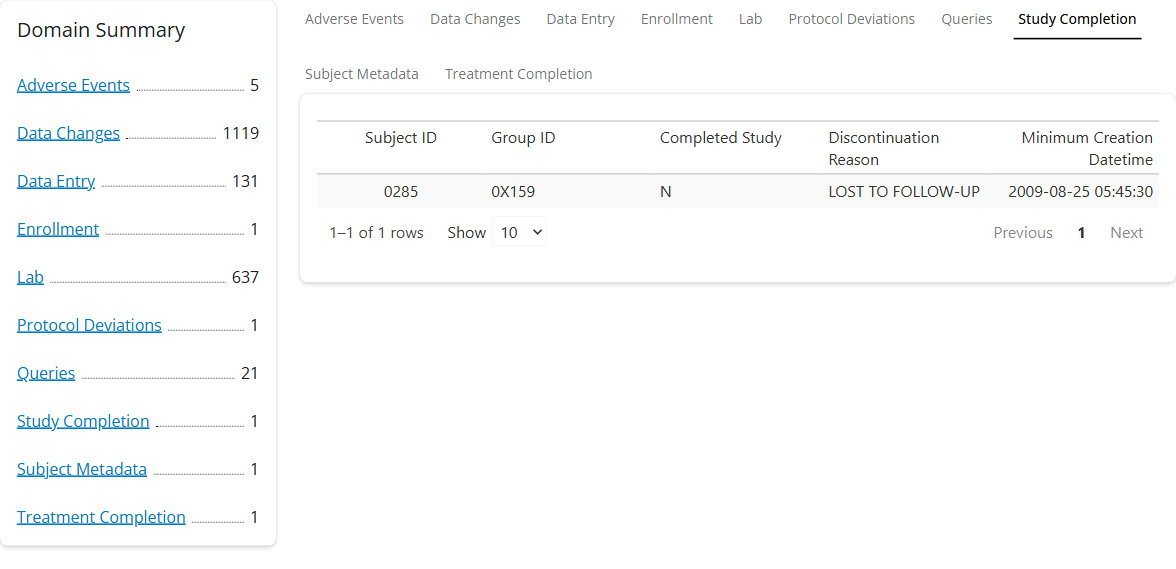 Domain Summary
Adverse Events 5
Data Changes 1119
Data Entry 131
Enrollment 1
Lab 637
Protocol Deviations 1
Queries 21
Study Completion 1
Subject Metadata 1
Treatment Completion 1
Adverse Events Data Changes Data Entry Enrollment Lab Protocol Deviations Queries Study Completion
Subject Metadata Treatment Completion
Subject ID Group ID Completed Study Discontinuation Reason Minimum Creation Datetime
0285 0X159 N LOST TO FOLLOW-UP 2009-08-25 05:45:30
1–1 of 1 rows Show 10 Previous 1 Next